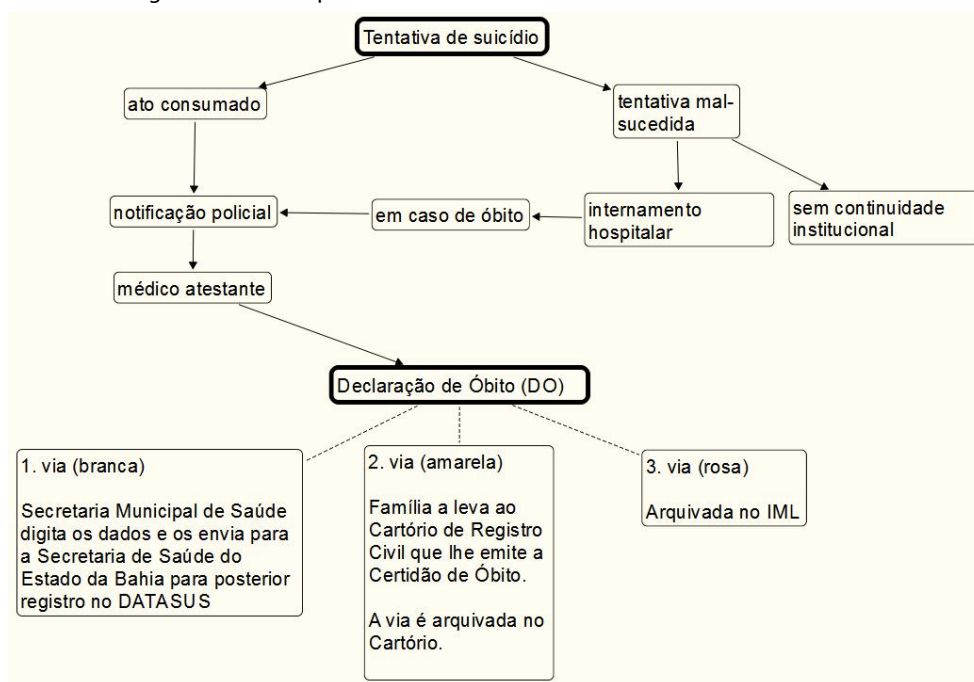 Tentativa de suicídio
ato consumado
tentativa mal-
sucedida
notificação policial
em caso de óbito
internamento
hospitalar
sem continuidade
institucional
médico atestante
Declaração de Óbito (DO)
1. via (branca)
Secretaria Municipal de Saúde
digita os dados e os envia para
a Secretaria de Saúde do
Estado da Bahia para posterior
registro no DATASUS
2. via (amarela)
Família a leva ao
Cartório de Registro
Civil que lhe emite a
Certidão de Óbito.
A via é arquivada no
Cartório.
3. via (rosa)
Arquivada no IML